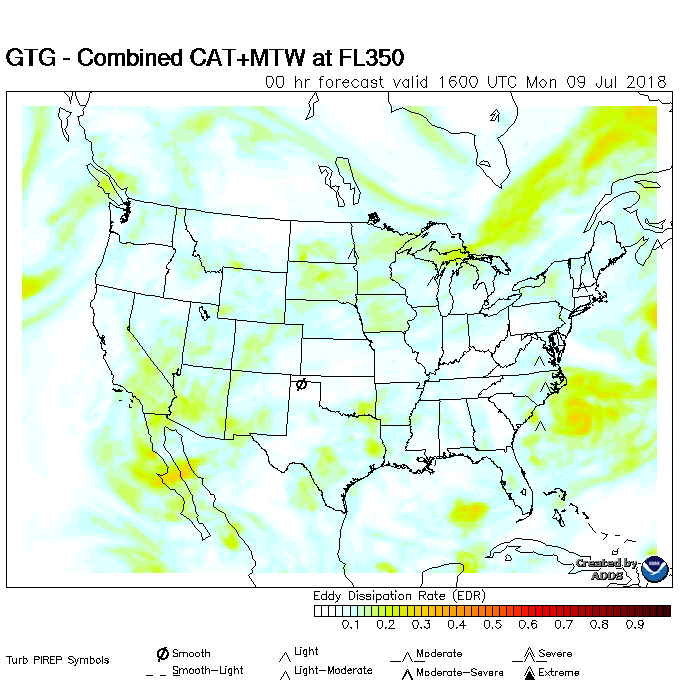 GTG - Combined CAT+MTW at FL350
00 hr forecast valid 1600 UTC Mon 09 Jul 2018
Created by
ADDS
Eddy Dissipation Rate (EDR)
0.1 0.2 0.3 0.4 0.5 0.6 0.7 0.8 0.9
Turb PIREP Symbols
Smooth
Light
Moderate
Severe
Smooth-Light
Light-Moderate
Moderate-Severe
Extreme